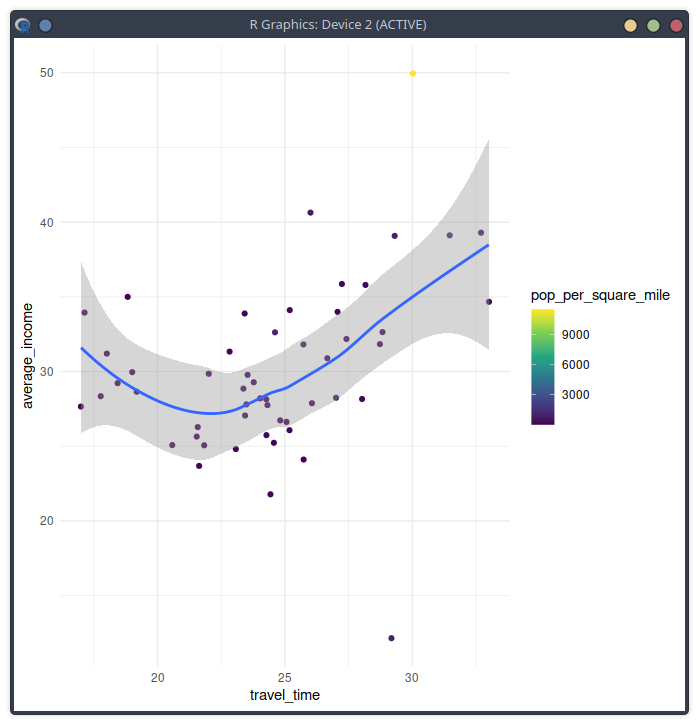 R Graphics: Device 2 (ACTIVE)
50
40
30
20
average_income
20 25 30
travel_time
pop_per_square_mile
9000
6000
3000